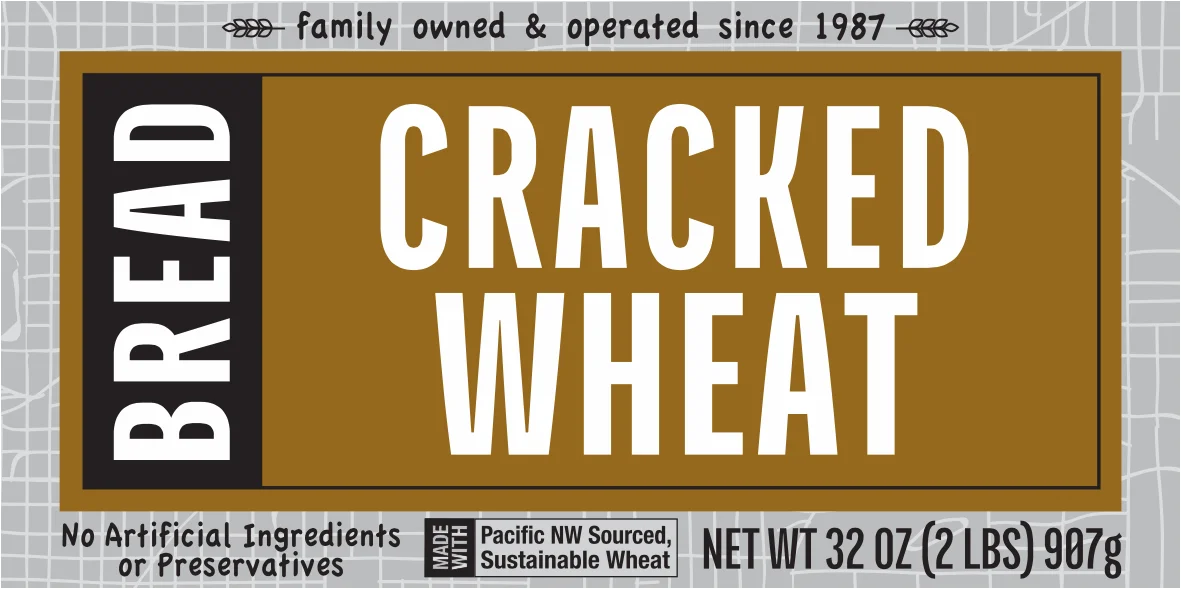 family owned & operated since 1987
BREAD
CRACKED
WHEAT
No Artificial Ingredients
or Preservatives
MADE
WITH
Pacific NW Sourced,
Sustainable Wheat
NET WT 32 OZ (2 LBS) 907g